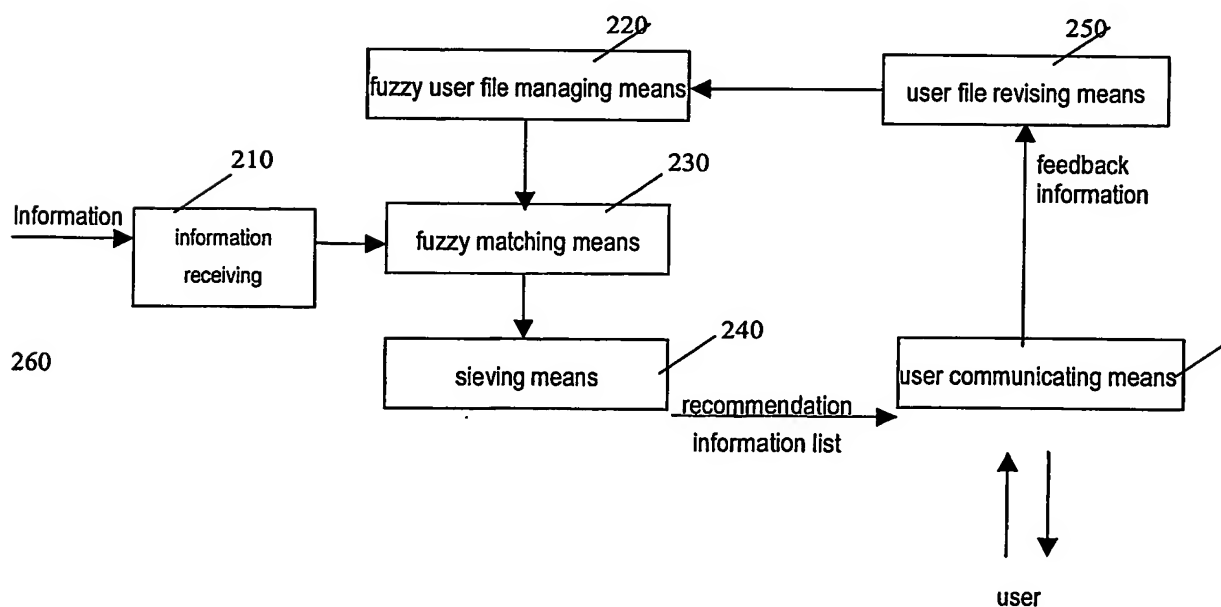 220
250
fuzzy user file managing means
user file revising means
210
230
feedback
information
Information
information
receiving
fuzzy matching means
240
260
sieving means
user communicating means
recommendation
information list
user